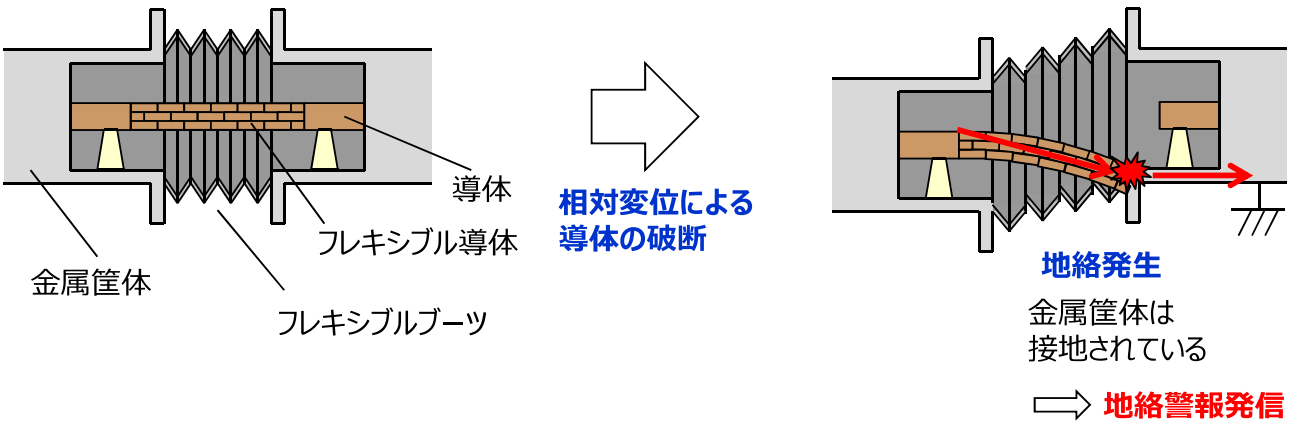 導体
フレキシブル導体
金属筐体
フレキシブルブーツ
相対変位による
導体の破断
地絡発生
金属筐体は
接地されている
地絡警報発信